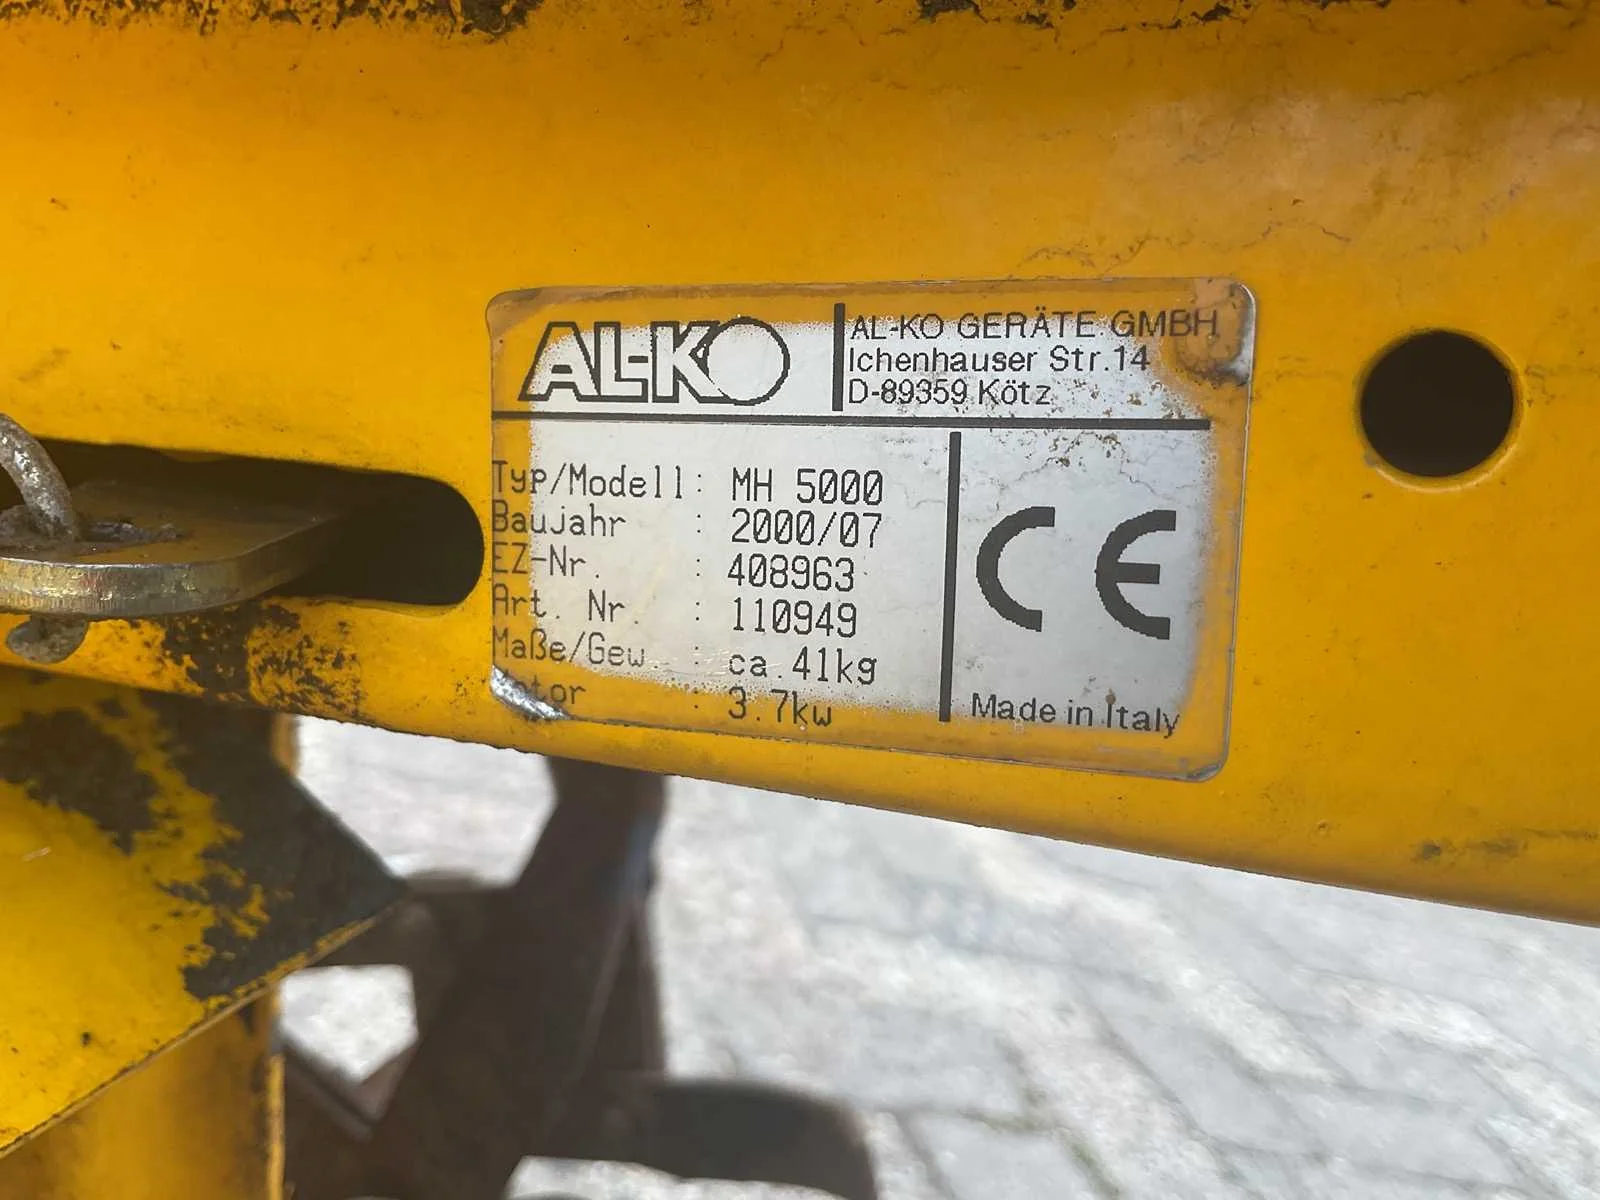 AL-KO
AL-KO GERÄTE GMBH
Ichenhauser Str.14
D-89359 Kötz
Typ/Modell: MH 5000
Baujahr : 2000/07
EZ-Nr. : 408963
Art. Nr. : 110949
Maße/Gew. : ca.41kg
Motor : 3.7kw
CE
Made in Italy